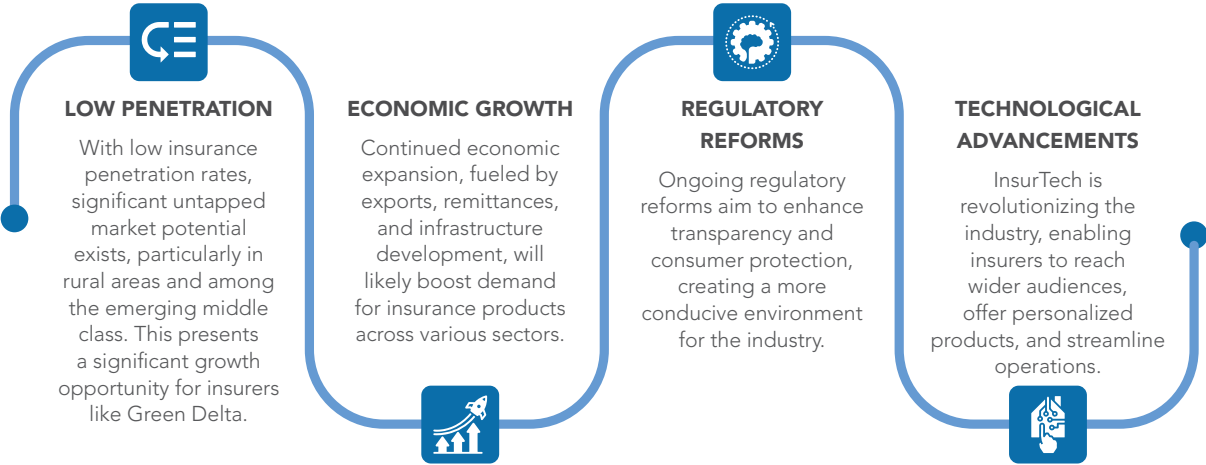 LOW PENETRATION
With low insurance
penetration rates,
significant untapped
market potential
exists, particularly in
rural areas and among
the emerging middle
class. This presents
a significant growth
opportunity for insurers
like Green Delta.
ECONOMIC GROWTH
Continued economic
expansion, fueled by
exports, remittances,
and infrastructure
development, will
likely boost demand
for insurance products
across various sectors.
REGULATORY
REFORMS
Ongoing regulatory
reforms aim to enhance
transparency and
consumer protection,
creating a more
conducive environment
for the industry.
TECHNOLOGICAL
ADVANCEMENTS
InsurTech is
revolutionizing the
industry, enabling
insurers to reach
wider audiences,
offer personalized
products, and streamline
operations.